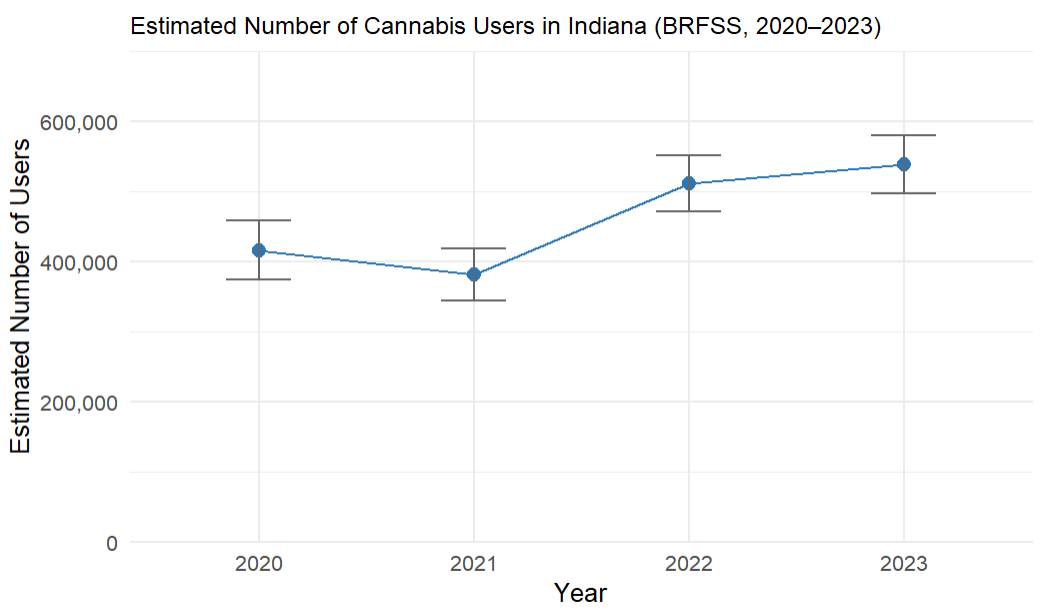 Estimated Number of Cannabis Users in Indiana (BRFSS, 2020–2023)
Estimated Number of Users
600,000
400,000
200,000
0
2020
2021
2022
2023
Year